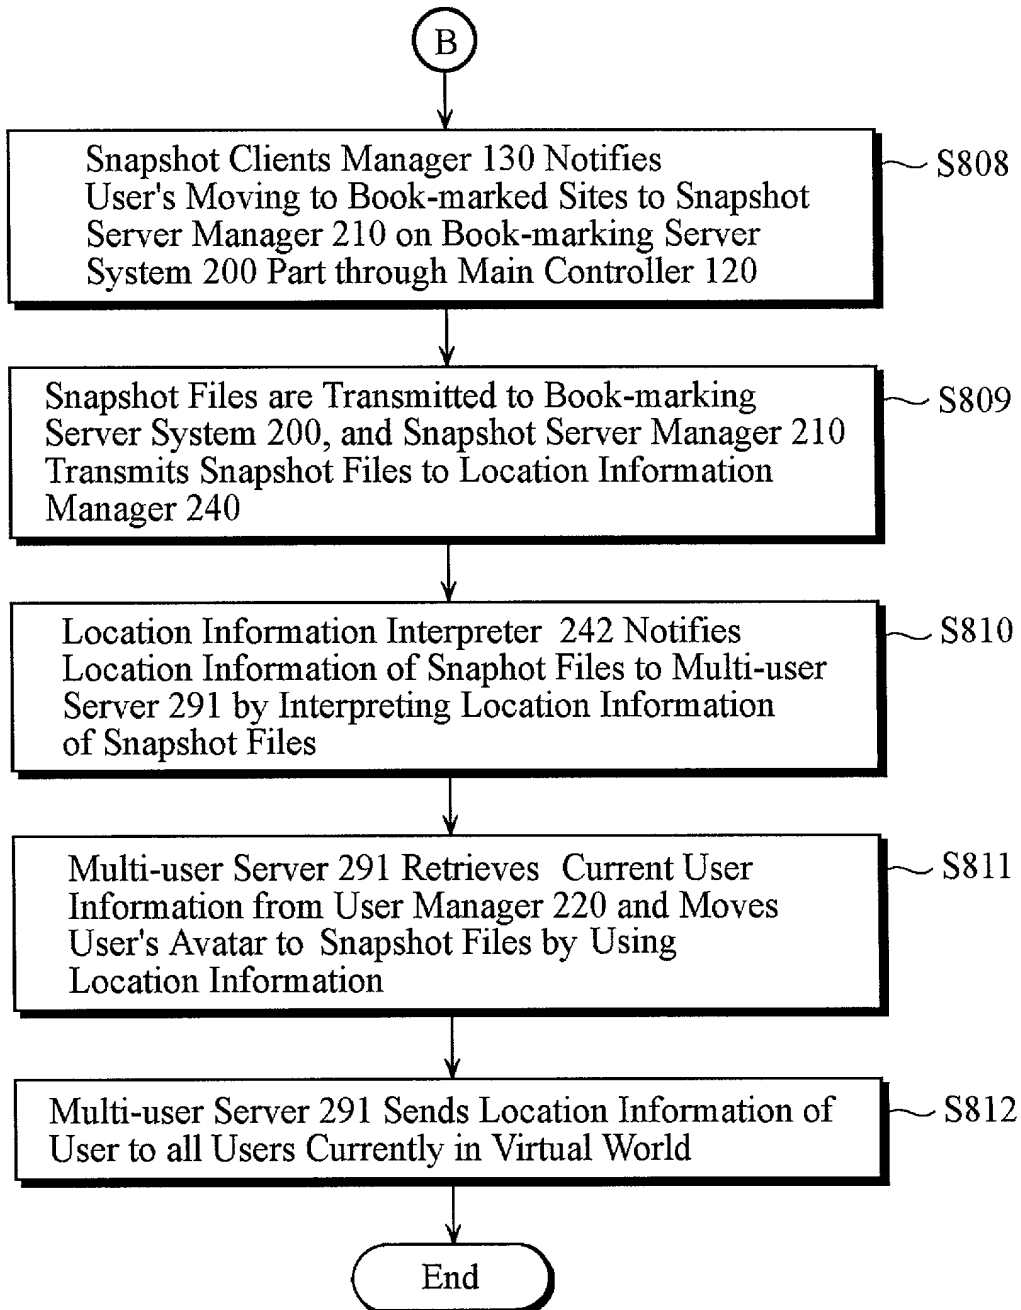 B
Snapshot Clients Manager 130 Notifies
User's Moving to Book-marked Sites to Snapshot
Server Manager 210 on Book-marking Server
System 200 Part through Main Controller 120
S808
Snapshot Files are Transmitted to Book-marking
Server System 200, and Snapshot Server Manager 210
Transmits Snapshot Files to Location Information
Manager 240
S809
Location Information Interpreter 242 Notifies
Location Information of Snaphot Files to Multi-user
Server 291 by Interpreting Location Information
of Snapshot Files
S810
Multi-user Server 291 Retrieves Current User
Information from User Manager 220 and Moves
User's Avatar to Snapshot Files by Using
Location Information
S811
Multi-user Server 291 Sends Location Information of
User to all Users Currently in Virtual World
S812
End